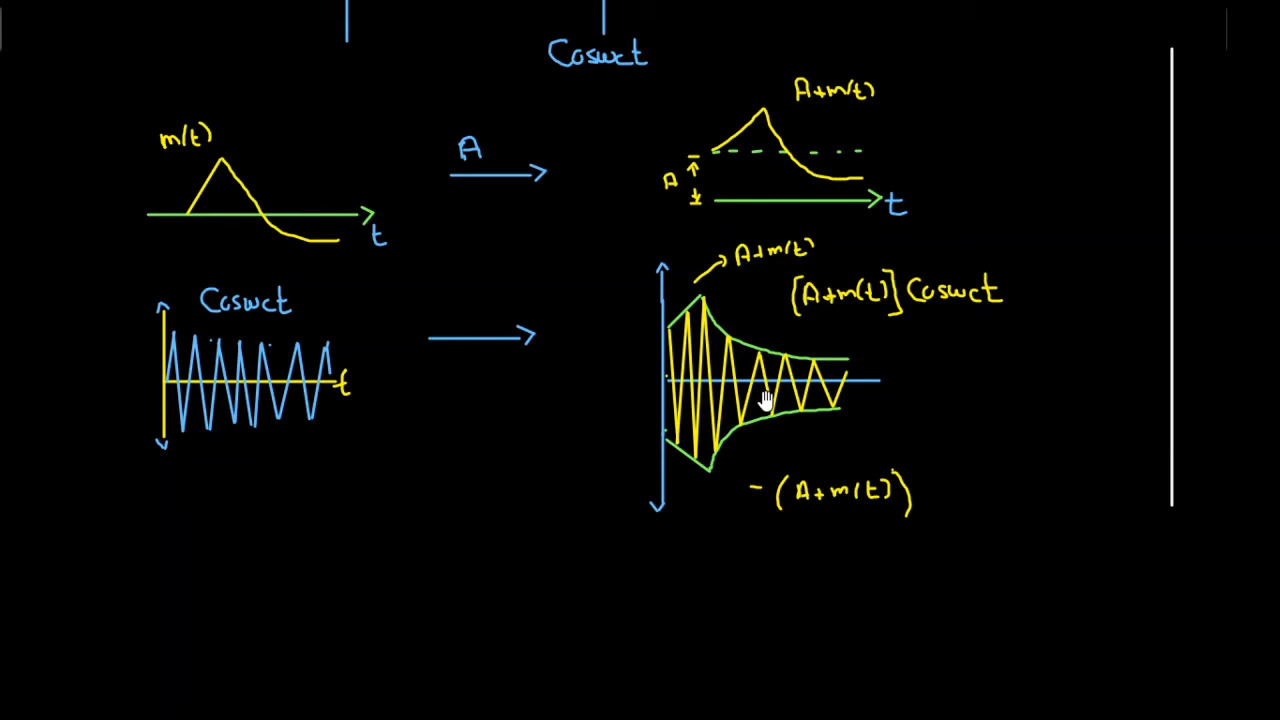 Coswct
m(t)
A
A+m(t)
A
t
t
A+m(t)
[A+m(t)] Coswct
Coswct
t
- (A+m(t))